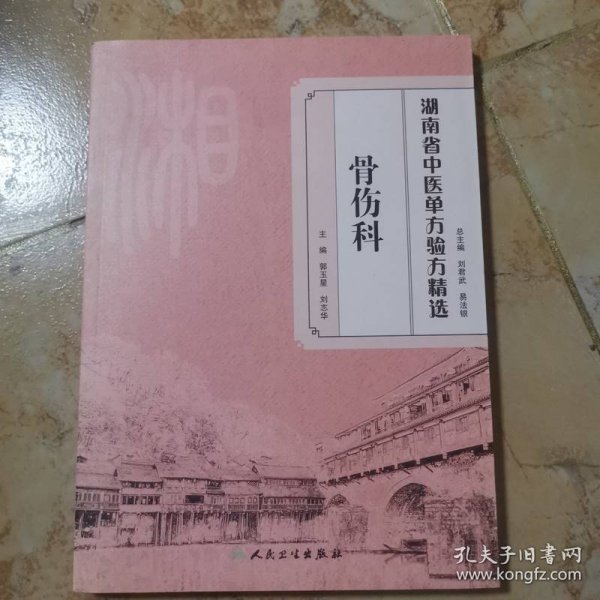 湖南省中医单方验方精选
总主编 刘君武 易法银
骨伤科
主编 郭玉星 刘志华
人民卫生出版社
孔夫子旧书网
www.kongfz.com